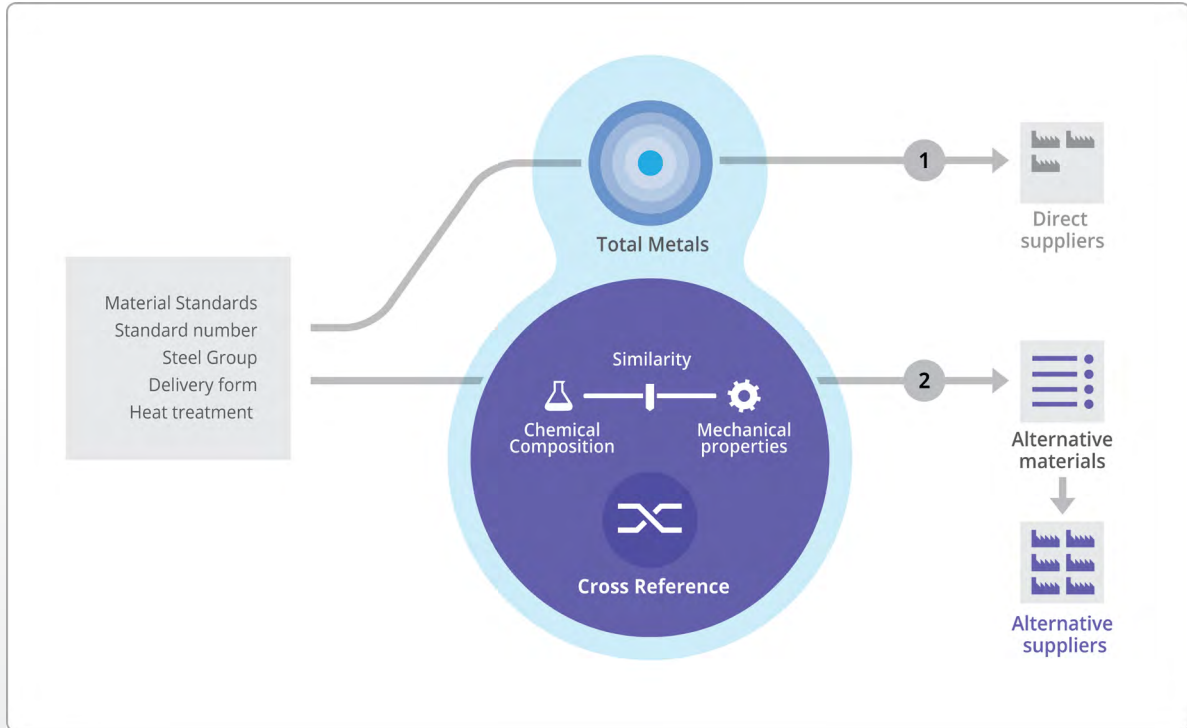 Material Standards
Standard number
Steel Group
Delivery form
Heat treatment
Total Metals
1
Direct
suppliers
Similarity
Chemical
Composition
Mechanical
properties
Cross Reference
2
Alternative
materials
Alternative
suppliers